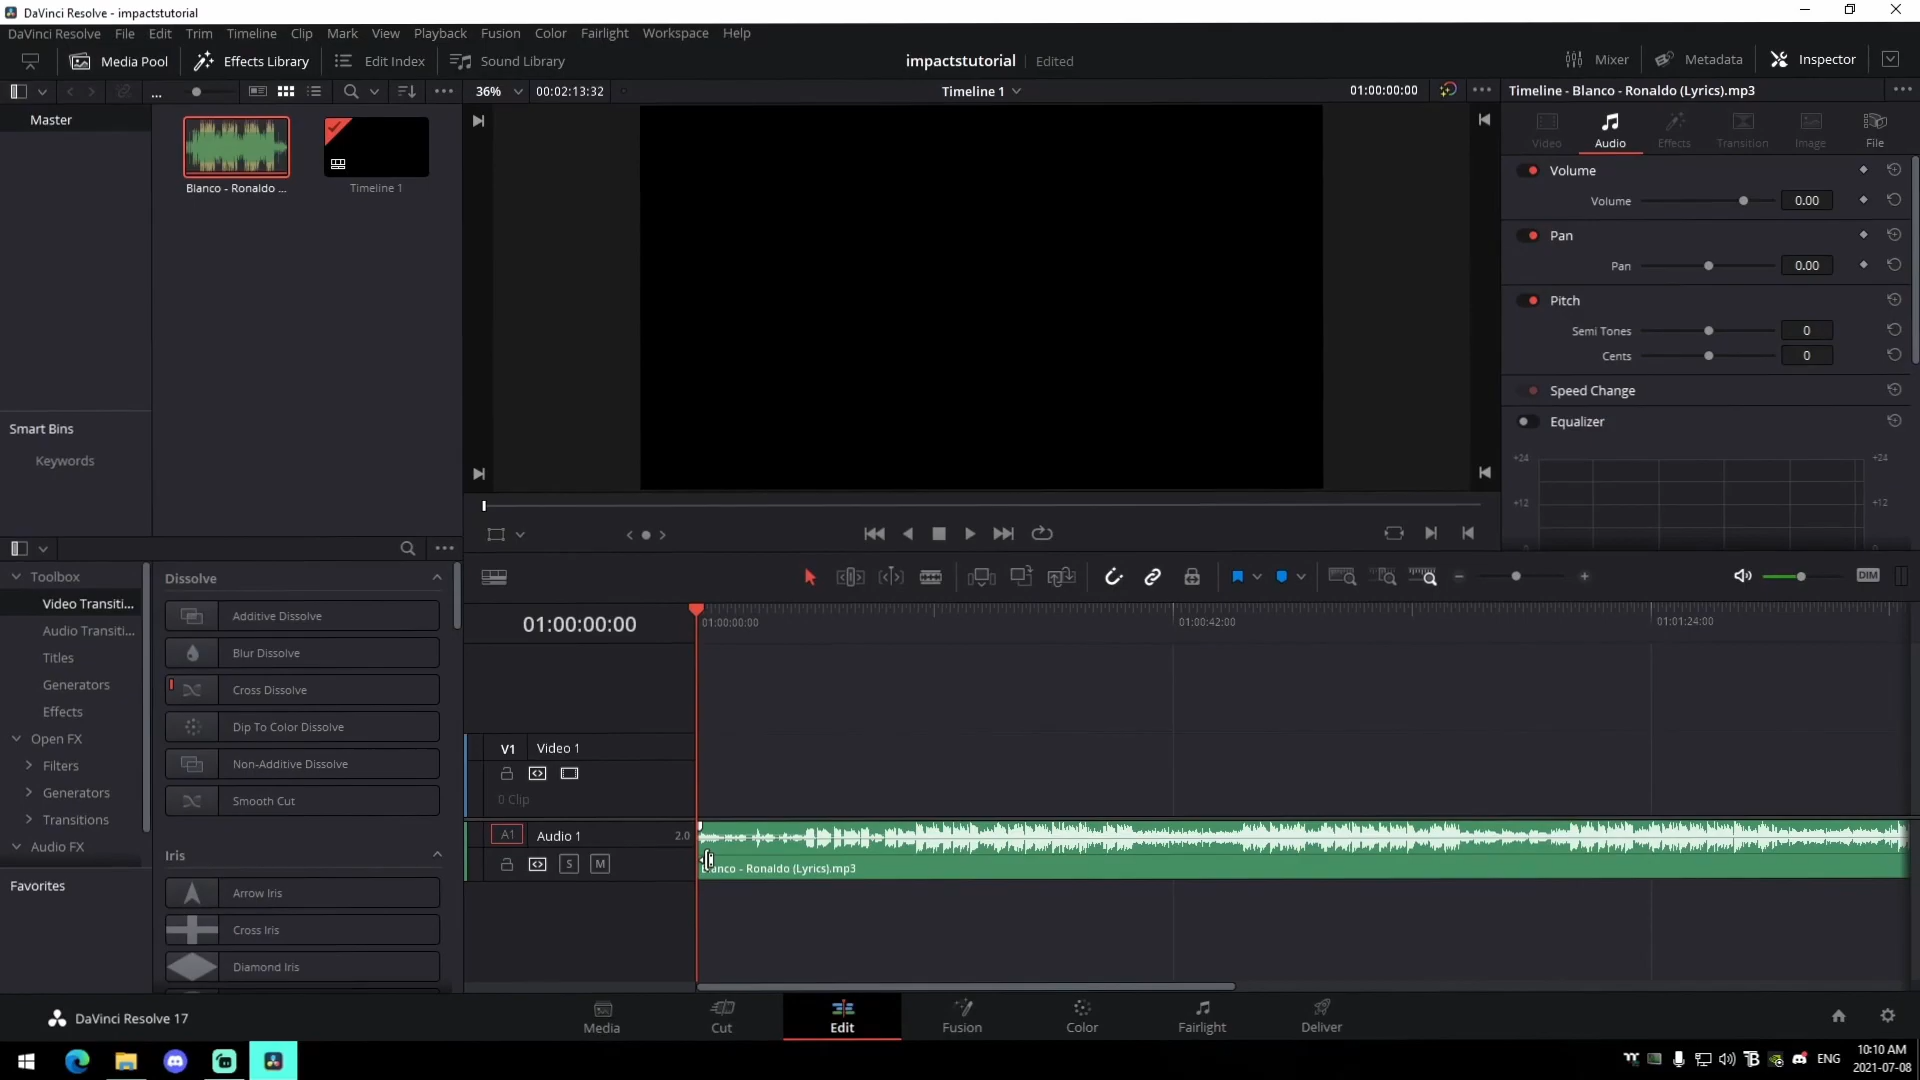 DaVinci Resolve - impactstutorial
DaVinci Resolve File Edit Trim Timeline Clip Mark View Playback Fusion Color Fairlight Workspace Help
Media Pool Effects Library Edit Index Sound Library impactstutorial Edited Mixer Metadata Inspector
... 36% 00:02:13:32 Timeline 1 01:00:00:00 Timeline - Blanco - Ronaldo (Lyrics).mp3
Master
Blanco - Ronaldo ...
Timeline 1
Smart Bins
Keywords
Video Audio Effects Transition Image File
Volume
Volume 0.00
Pan
Pan 0.00
Pitch
Semi Tones 0
Cents 0
Speed Change
Equalizer
+24 +24
+12 +12
0 0
Toolbox
Video Transiti...
Audio Transiti...
Titles
Generators
Effects
Open FX
Filters
Generators
Transitions
Audio FX
Favorites
Dissolve
Additive Dissolve
Blur Dissolve
Cross Dissolve
Dip To Color Dissolve
Non-Additive Dissolve
Smooth Cut
Iris
Arrow Iris
Cross Iris
Diamond Iris
DIM
01:00:00:00
01:00:00:00 01:00:42:00 01:01:24:00
V1 Video 1
0 Clip
A1 Audio 1 2.0
S M
Blanco - Ronaldo (Lyrics).mp3
DaVinci Resolve 17
Media Cut Edit Fusion Color Fairlight Deliver
ENG
10:10 AM
2021-07-08